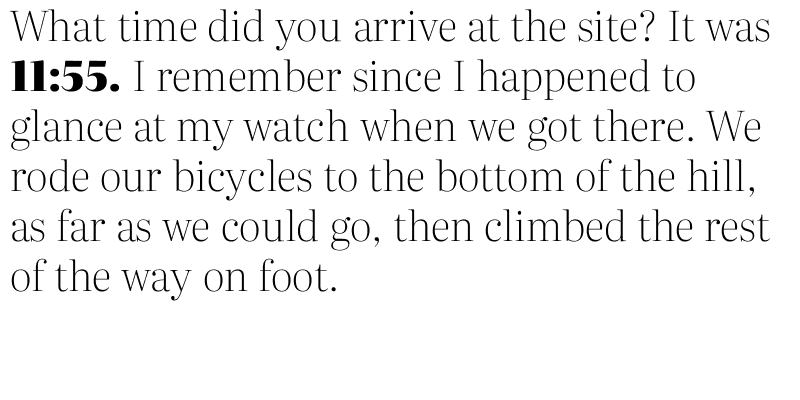 What time did you arrive at the site? It was
11:55. I remember since I happened to
glance at my watch when we got there. We
rode our bicycles to the bottom of the hill,
as far as we could go, then climbed the rest
of the way on foot.